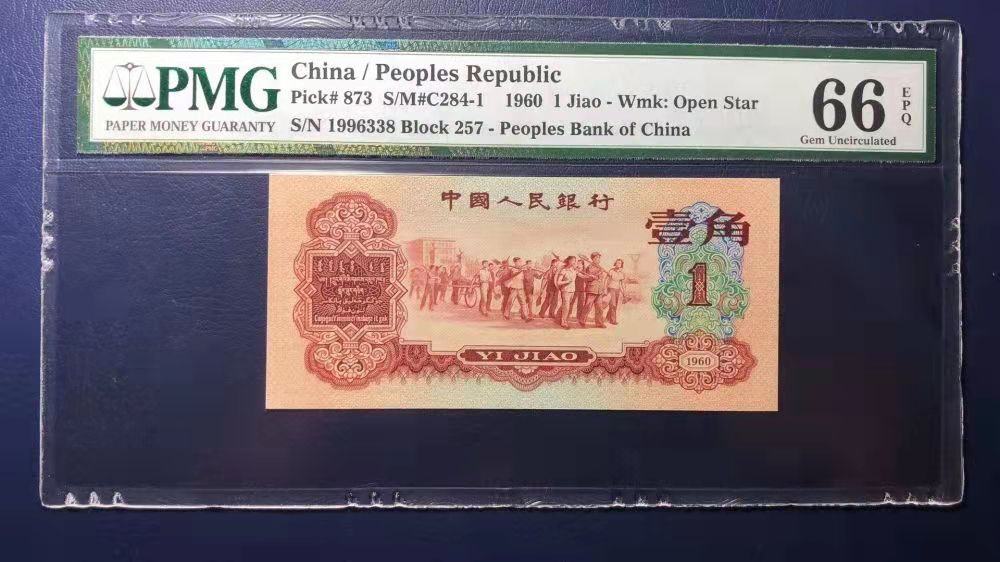 PMG
PAPER MONEY GUARANTY
China / Peoples Republic
Pick# 873 S/M#C284-1 1960 1 Jiao - Wmk: Open Star
S/N 1996338 Block 257 - Peoples Bank of China
66
EPQ
Gem Uncirculated
中國人民銀行
壹角
1
YI JIAO
1960